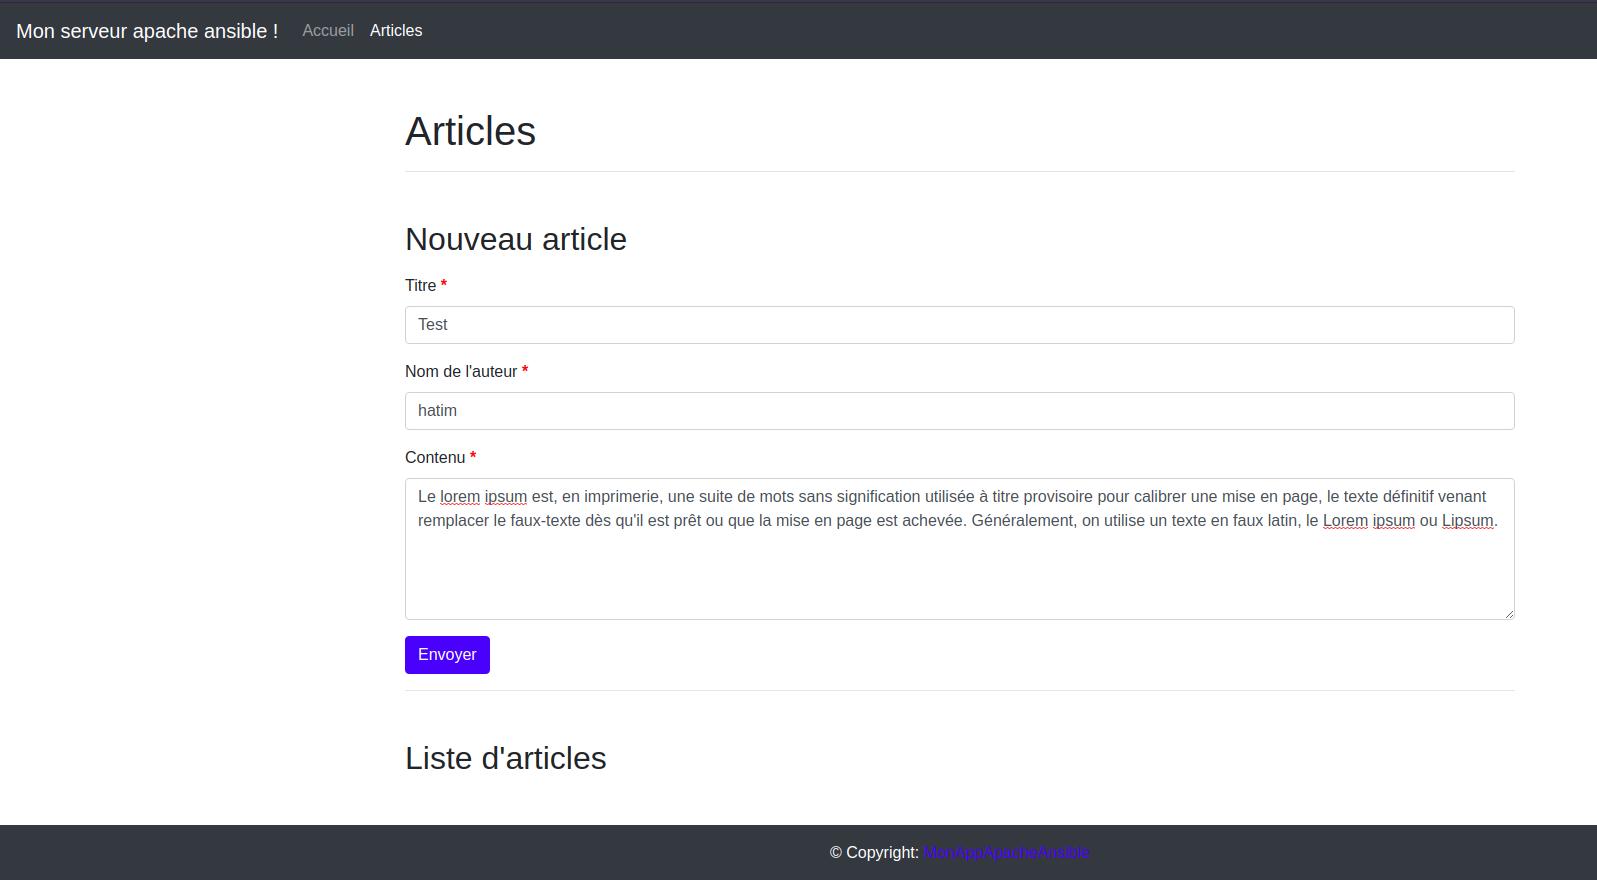 Mon serveur apache ansible ! Accueil Articles
Articles
Nouveau article
Titre *
Test
Nom de l'auteur *
hatim
Contenu *
Le lorem ipsum est, en imprimerie, une suite de mots sans signification utilisée à titre provisoire pour calibrer une mise en page, le texte définitif venant
remplacer le faux-texte dès qu'il est prêt ou que la mise en page est achevée. Généralement, on utilise un texte en faux latin, le Lorem ipsum ou Lipsum.
Envoyer
Liste d'articles
© Copyright: MonAppApacheAnsible